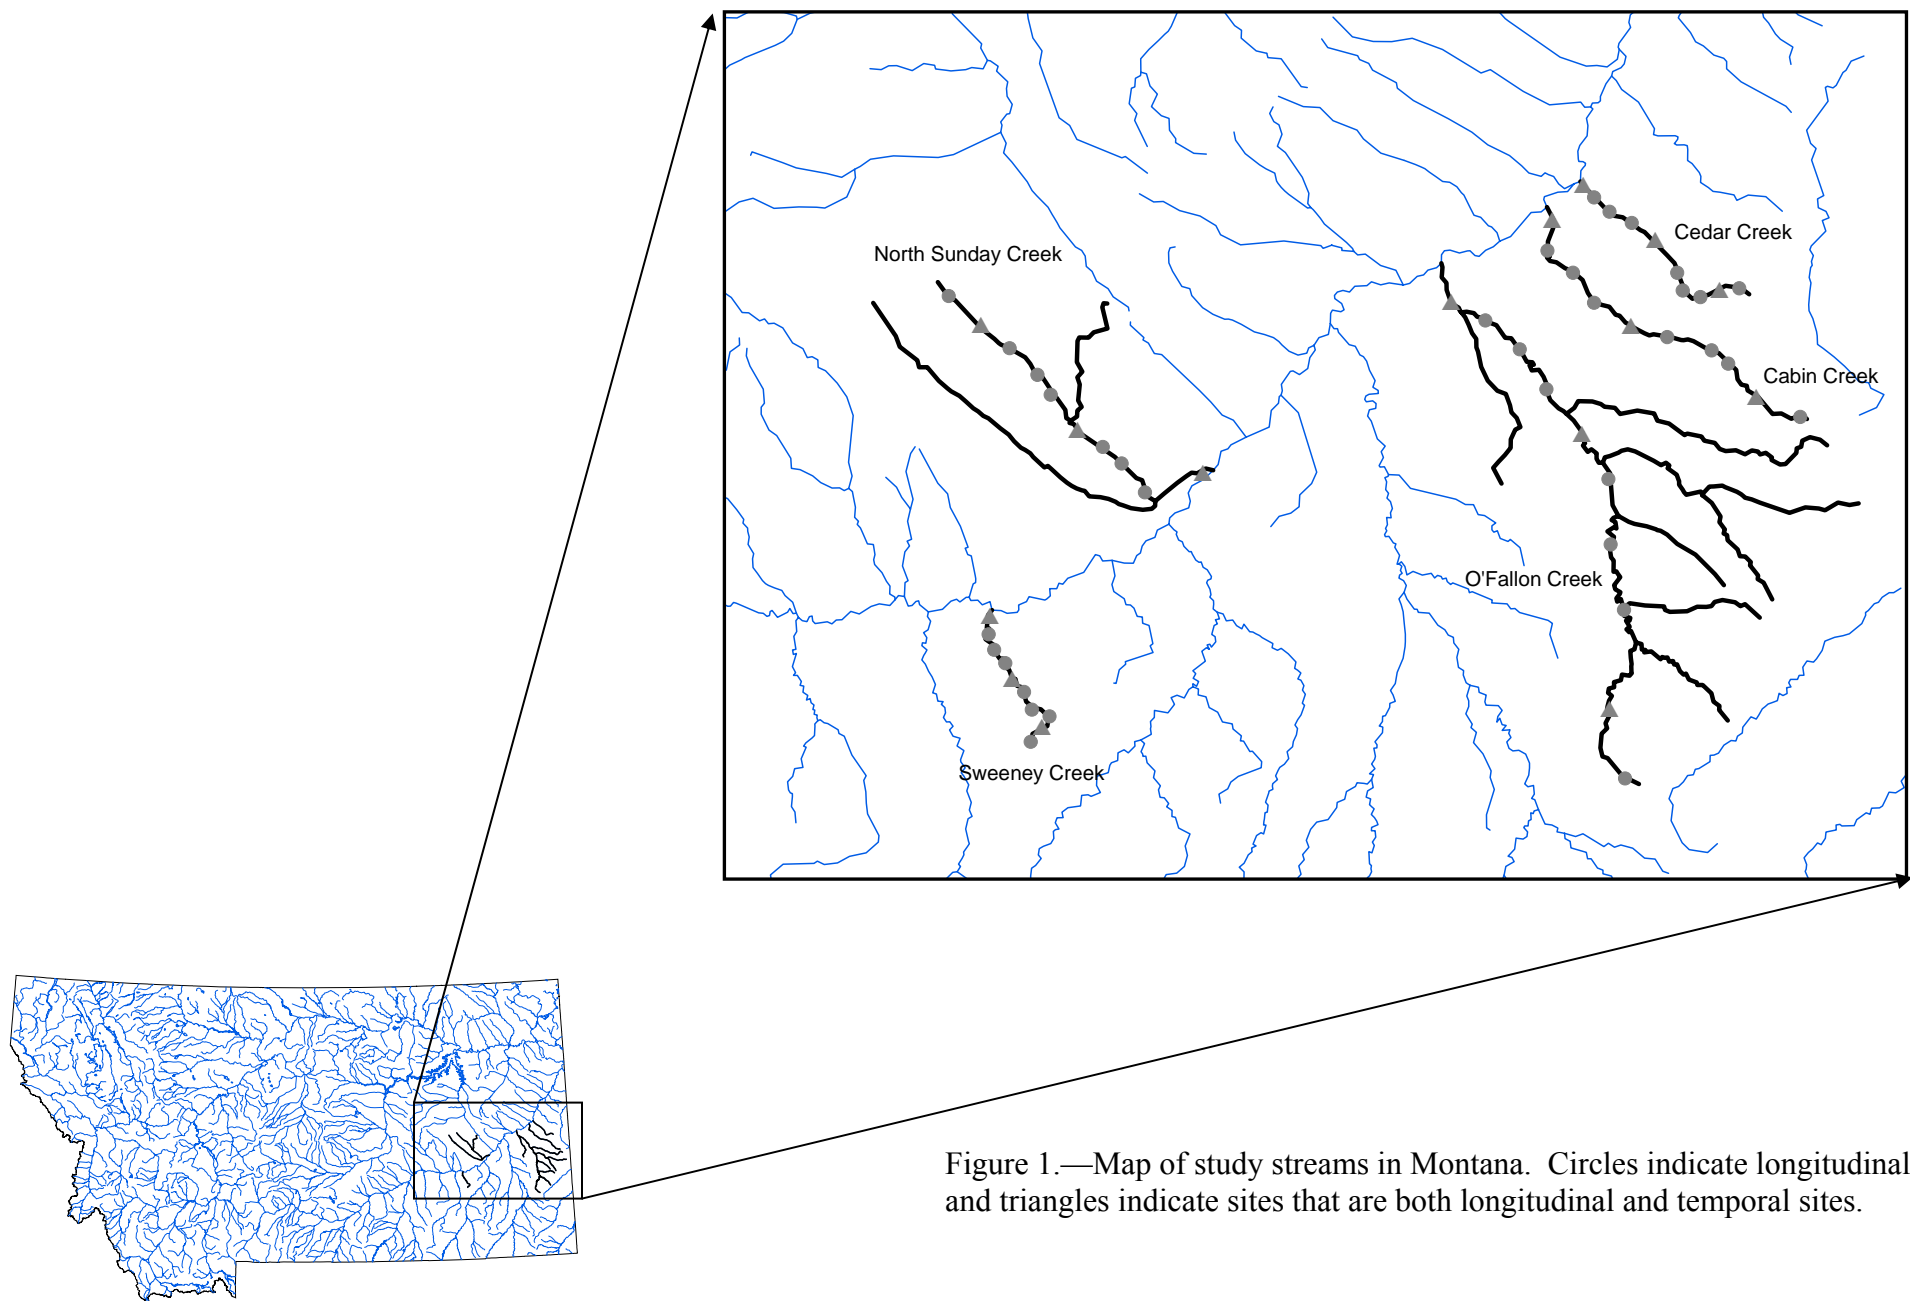 Cedar Creek
North Sunday Creek
Cabin Creek
O'Fallon Creek
Sweeney Creek
Figure 1.—Map of study streams in Montana.  Circles indicate longitudinal
and triangles indicate sites that are both longitudinal and temporal sites.